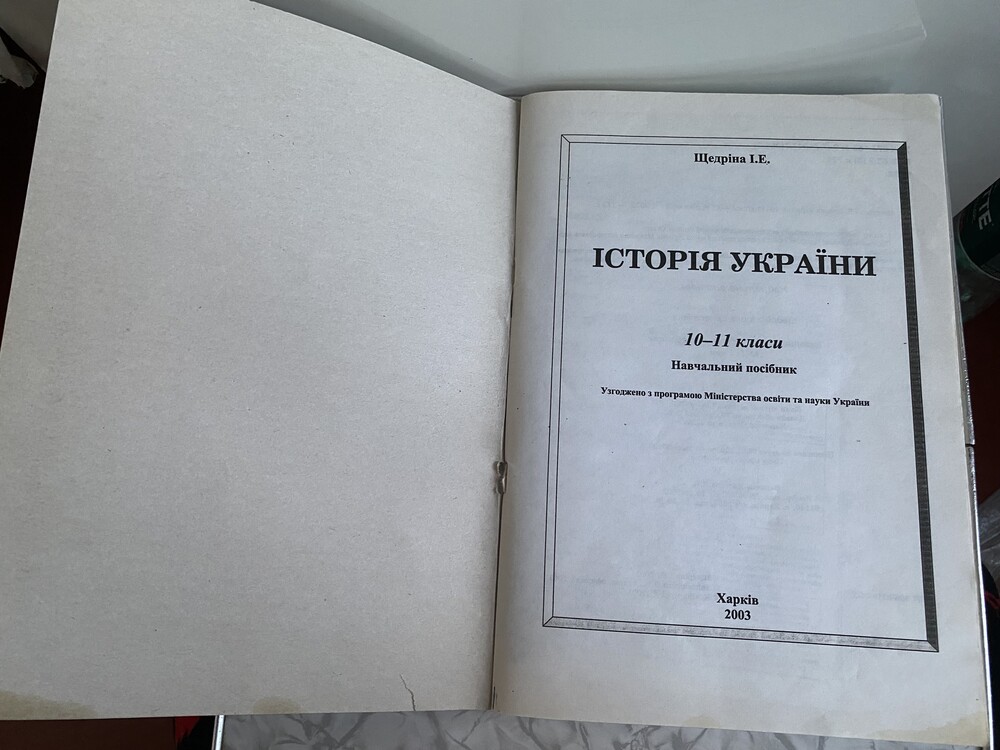 Щедріна І.Е.
ІСТОРІЯ УКРАЇНИ
10–11 класи
Навчальний посібник
Узгоджено з програмою Міністерства освіти та науки України
Харків
2003